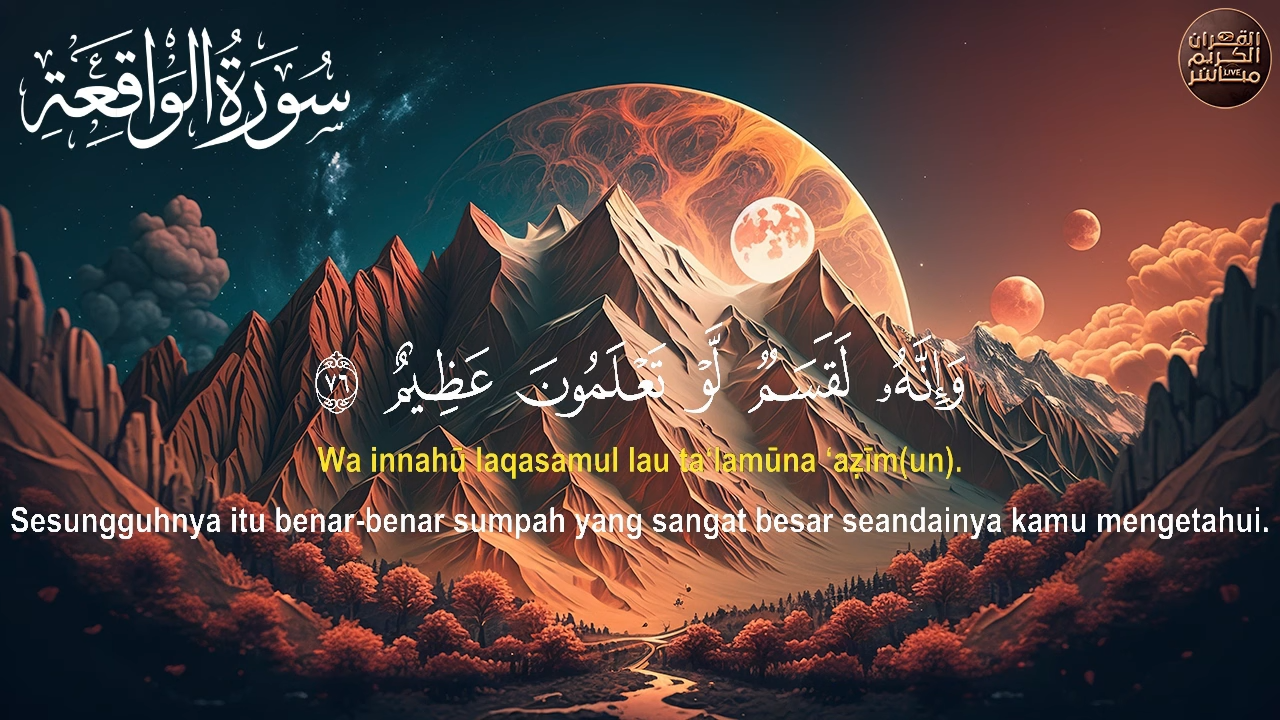 سُورَةُ الوَاقِعَةِ
القرآن
الكريم
مباشر
LIVE
وَإِنَّهُۥ لَقَسَمٌۭ لَّوْ تَعْلَمُونَ عَظِيمٌ ٧٦
Wa innahū laqasamul lau ta‘lamūna ‘aẓīm(un).
Sesungguhnya itu benar-benar sumpah yang sangat besar seandainya kamu mengetahui.